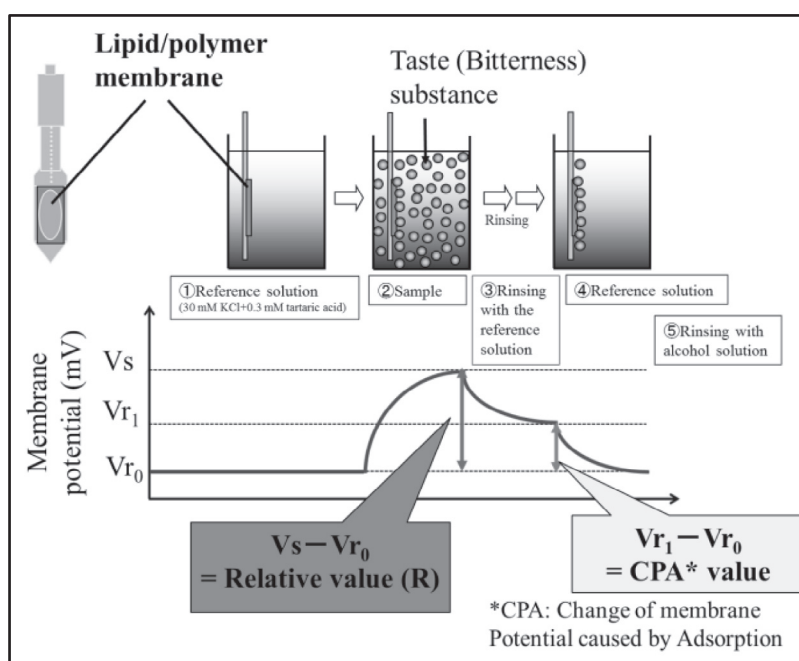 Lipid/polymer
membrane
Taste (Bitterness)
substance
Rinsing
①Reference solution
(30 mM KCl+0.3 mM tartaric acid)
②Sample
③Rinsing
with the
reference
solution
④Reference solution
⑤Rinsing with
alcohol solution
Membrane
potential (mV)
Vs
Vr₁
Vr₀
Vs－Vr₀
= Relative value (R)
Vr₁－Vr₀
= CPA* value
*CPA: Change of membrane
Potential caused by Adsorption